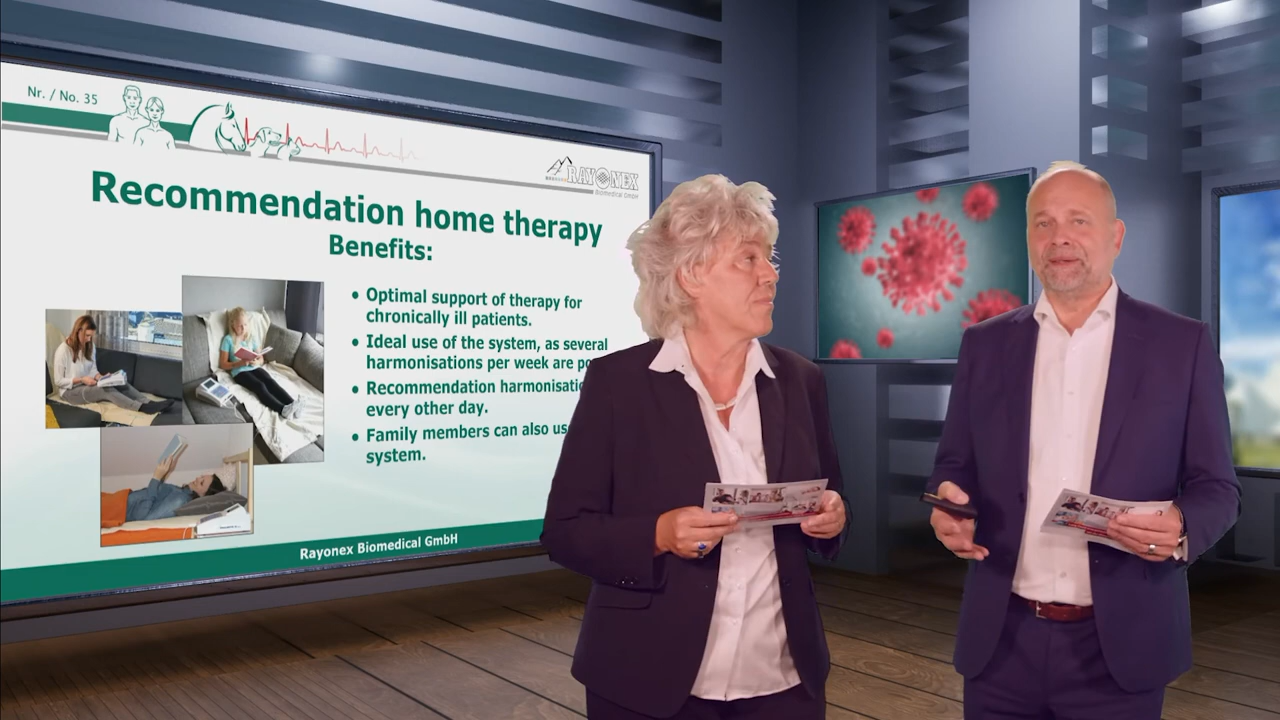 Nr. / No. 35
RAYONEX
Biomedical GmbH
Recommendation home therapy
Benefits:
• Optimal support of therapy for
chronically ill patients.
• Ideal use of the system, as several
harmonisations per week are
• Recommendation
every other day.
• Family members can also
system.
Rayonex Biomedical GmbH